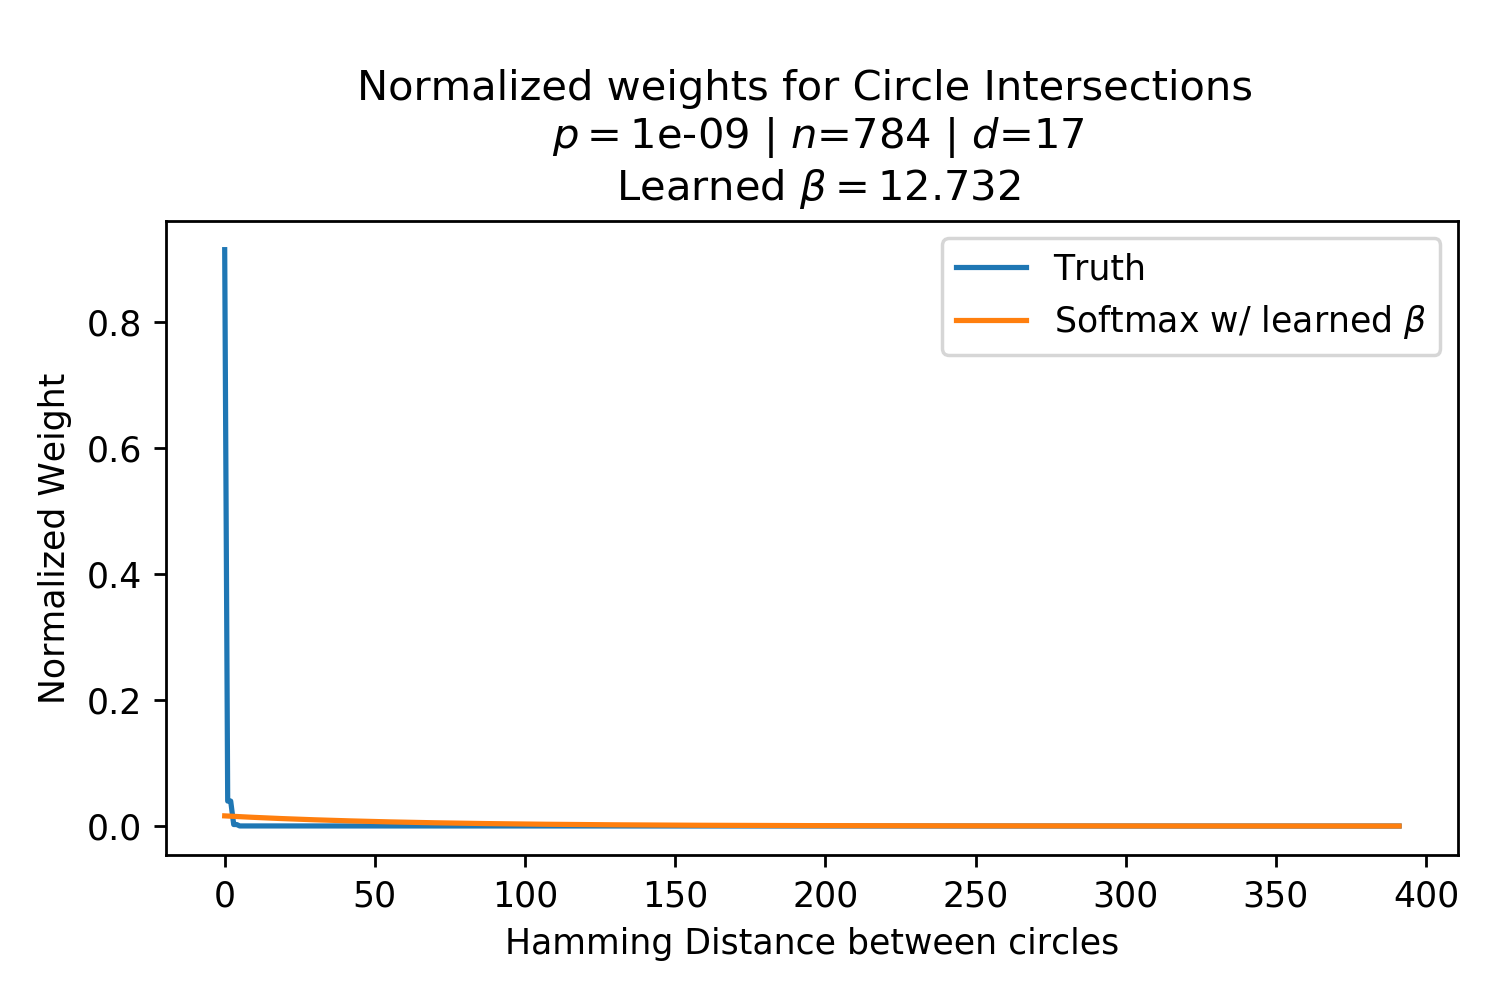 Normalized weights for Circle Intersections
p = 1e-09 | n=784 | d=17
Learned β = 12.732
Truth
Softmax w/ learned β
Normalized Weight
0.8
0.6
0.4
0.2
0.0
0 50 100 150 200 250 300 350 400
Hamming Distance between circles